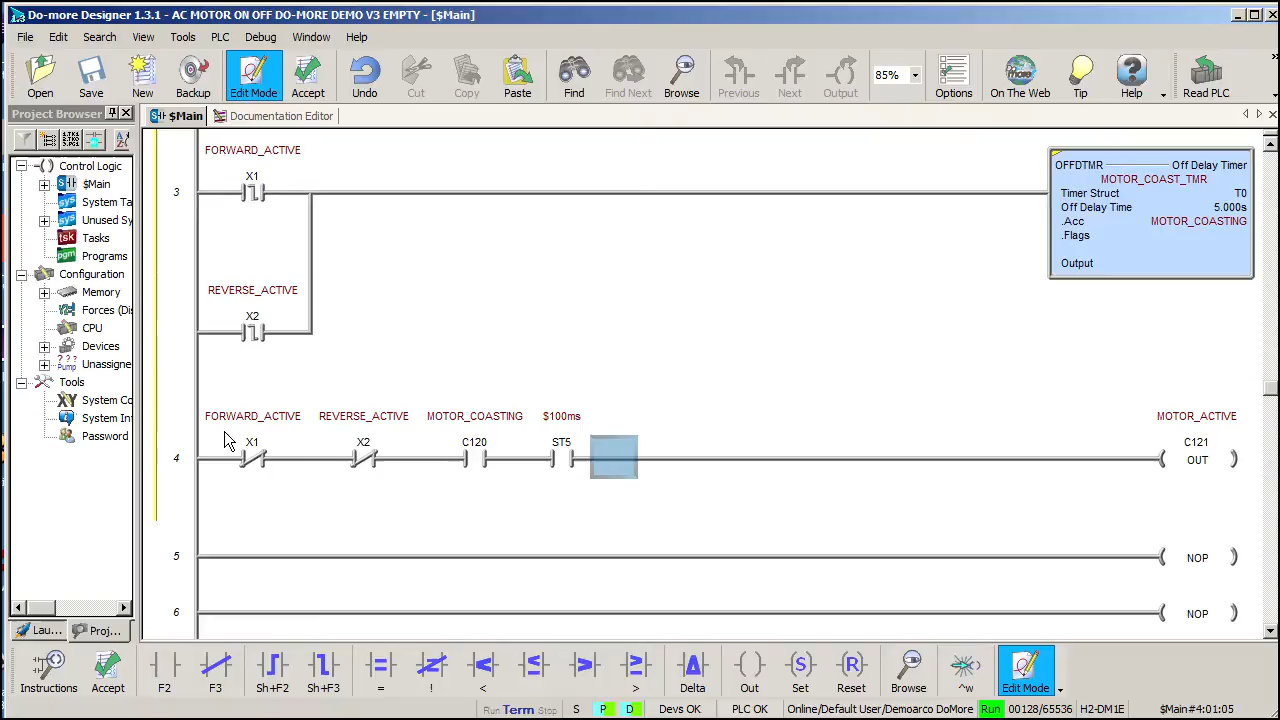 Do-more Designer 1.3.1 - AC MOTOR ON OFF DO-MORE DEMO V3 EMPTY - [$Main]
File Edit Search View Tools PLC Debug Window Help
Open Save New Backup Edit Mode Accept Undo Cut Copy Paste Find Find Next Browse Previous Next Output 85% Options On The Web Tip Help Read PLC
Project Browser
$Main Documentation Editor
Control Logic
$Main
System Ta
Unused Sy
Tasks
Programs
Configuration
Memory
Forces (Dis
CPU
Devices
Unassigne
Tools
System Co
System Inf
Password
Lau... Proj...
FORWARD_ACTIVE
X1
3
REVERSE_ACTIVE
X2
OFFDTMR Off Delay Timer
MOTOR_COAST_TMR
Timer Struct T0
Off Delay Time 5.000s
.Acc MOTOR_COASTING
.Flags
Output
FORWARD_ACTIVE REVERSE_ACTIVE MOTOR_COASTING $100ms MOTOR_ACTIVE
X1 X2 C120 ST5 C121
4 OUT
5 NOP
6 NOP
Instructions Accept F2 F3 Sh+F2 Sh+F3 = ! < ≤ > ≥ Delta Out Set Reset Browse ^w Edit Mode
Run Term Stop S P D Devs OK PLC OK Online/Default User/Demoarco DoMore Run 00128/65536 H2-DM1E $Main#4:01:05